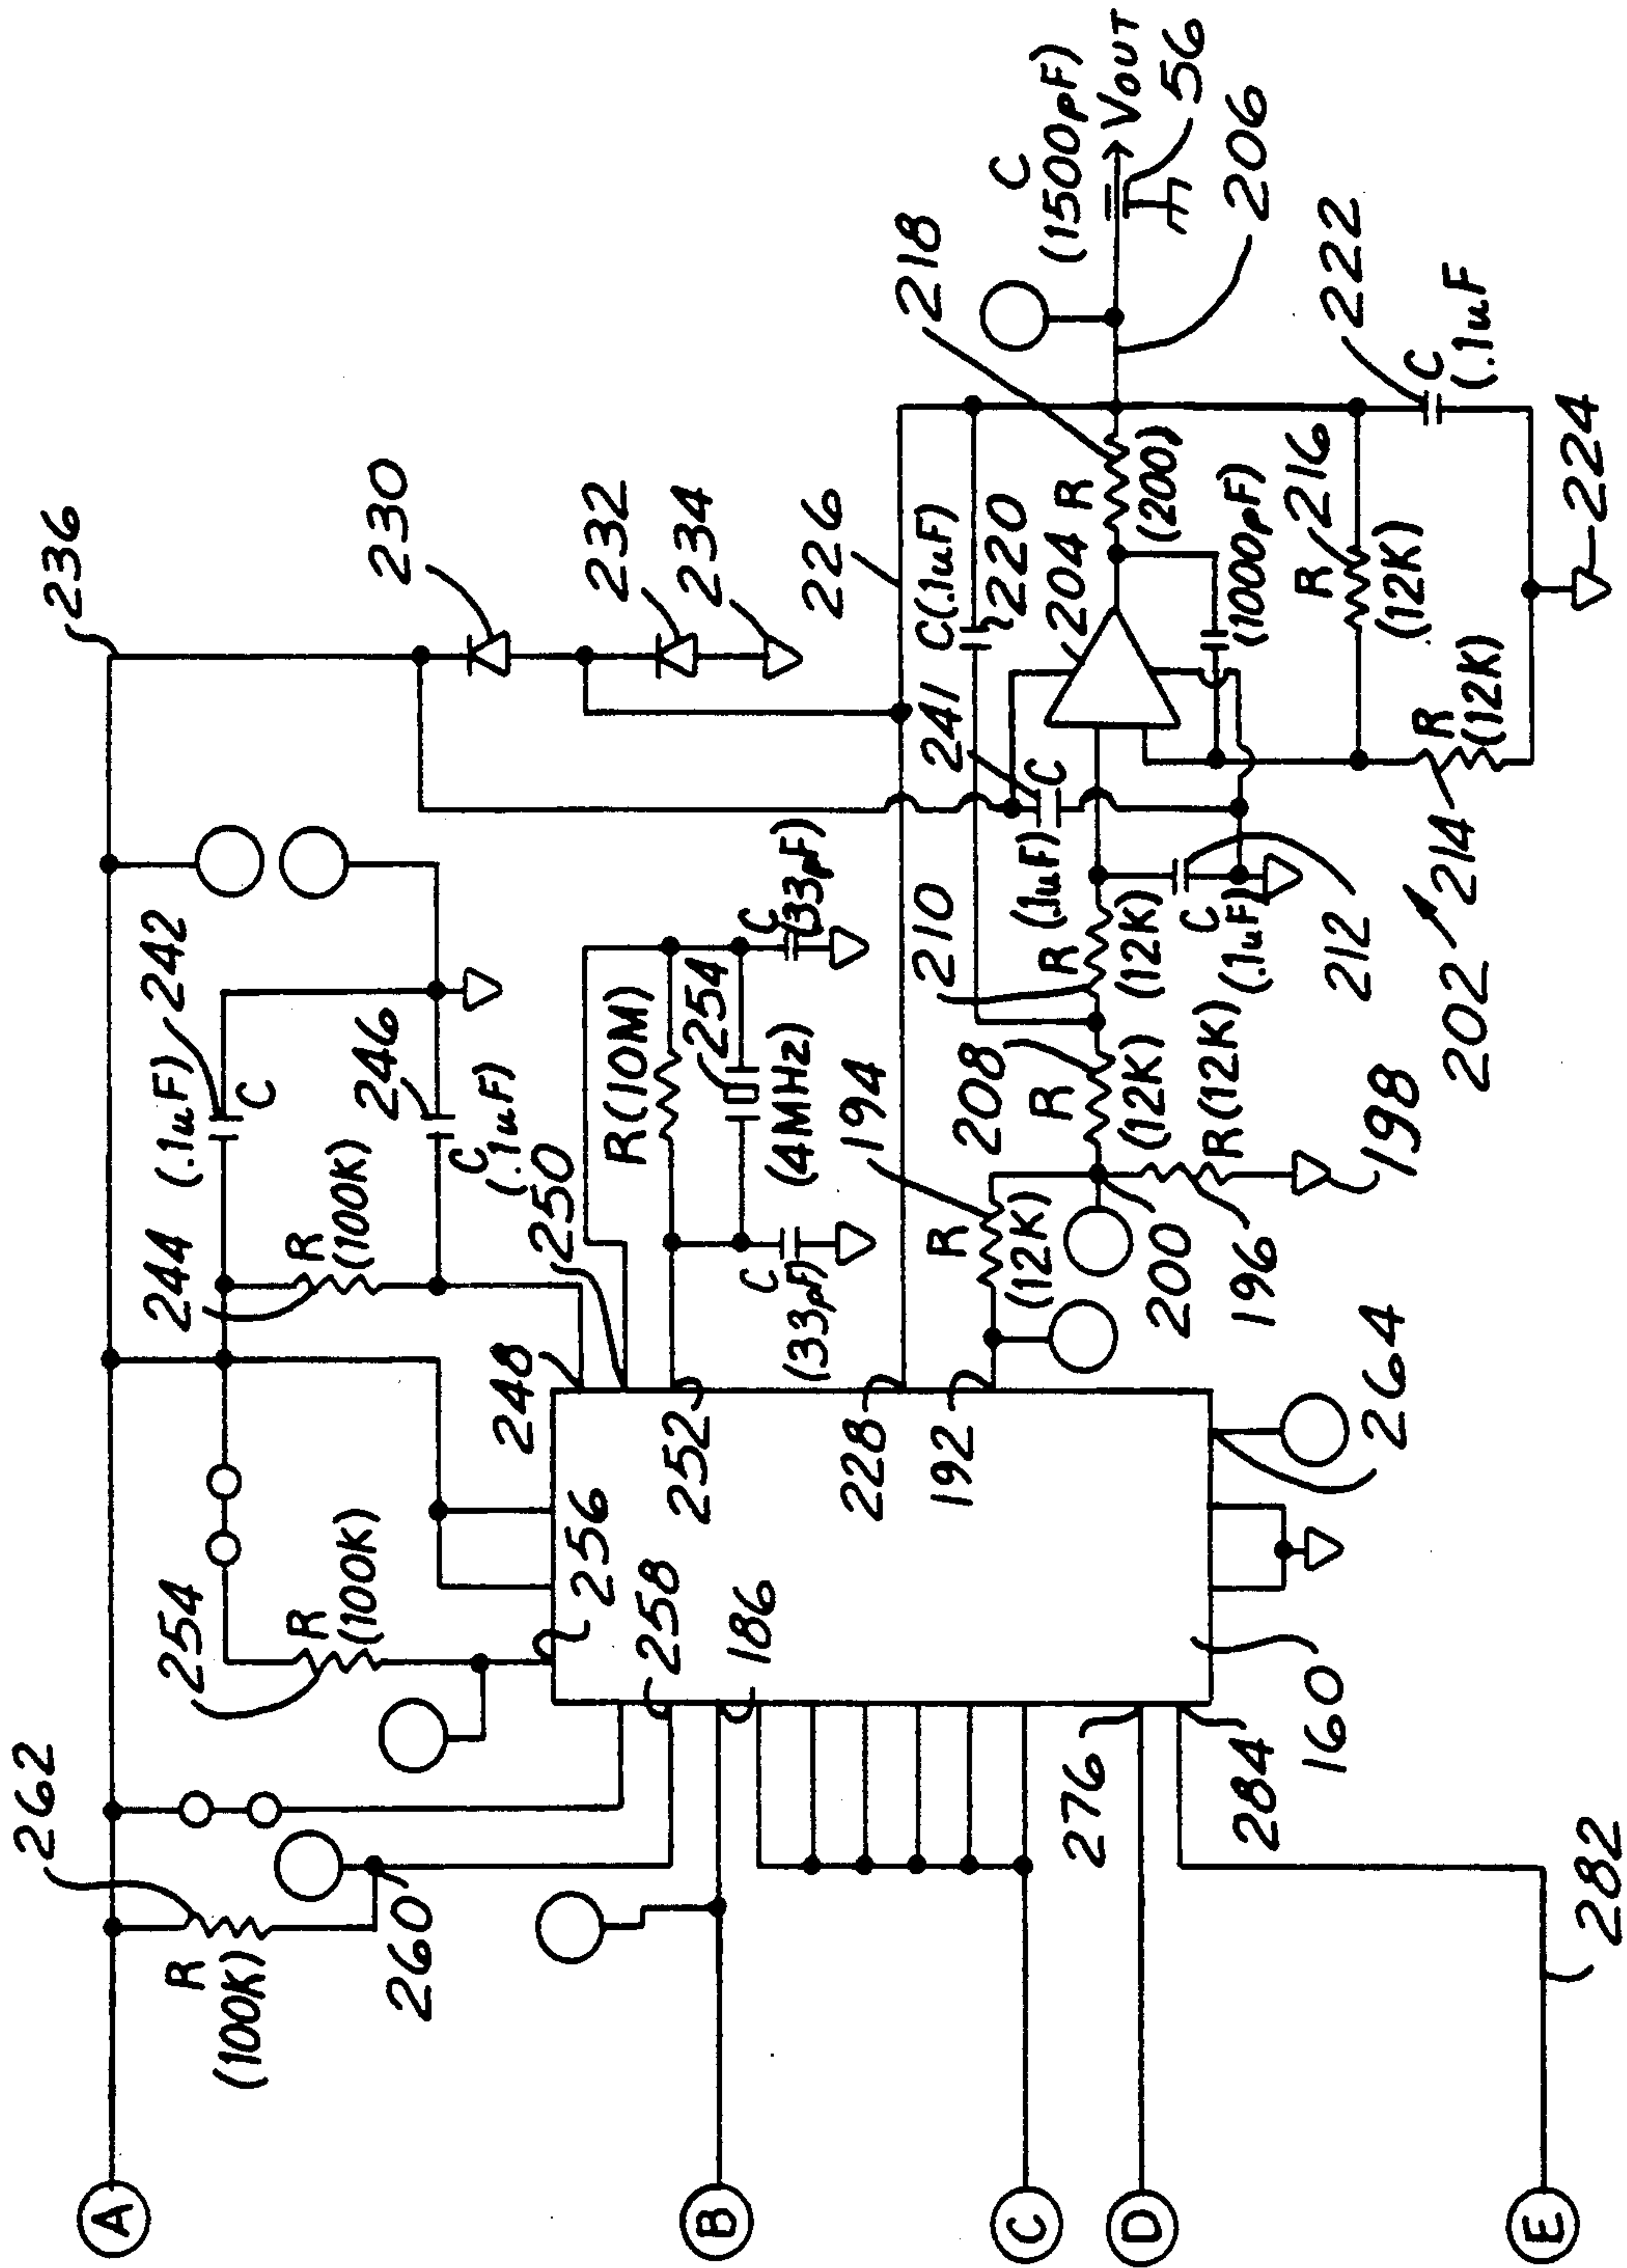 236
230
232
234
226
242
(.1uF)
C
246
C
(.1uF)
244
R
(100K)
250
R(10M)
254
(4MHz)
C
(33pF)
C
(33pF)
248
252
228
192
194
R
(12K)
200
196
R(12K)
198
208
R
(12K)
210
R
(12K)
C
(.1uF)
212
202
241
C
(.1uF)
C(.1uF)
220
204
R
(200)
218
(1000pF)
R
216
(12K)
R
(12K)
214
C
(.1uF
222
224
C
(1500pF)
VOUT
56
206
254
R
(100K)
256
258
186
262
R
(100K)
260
276
284
160
264
282
A
B
C
D
E